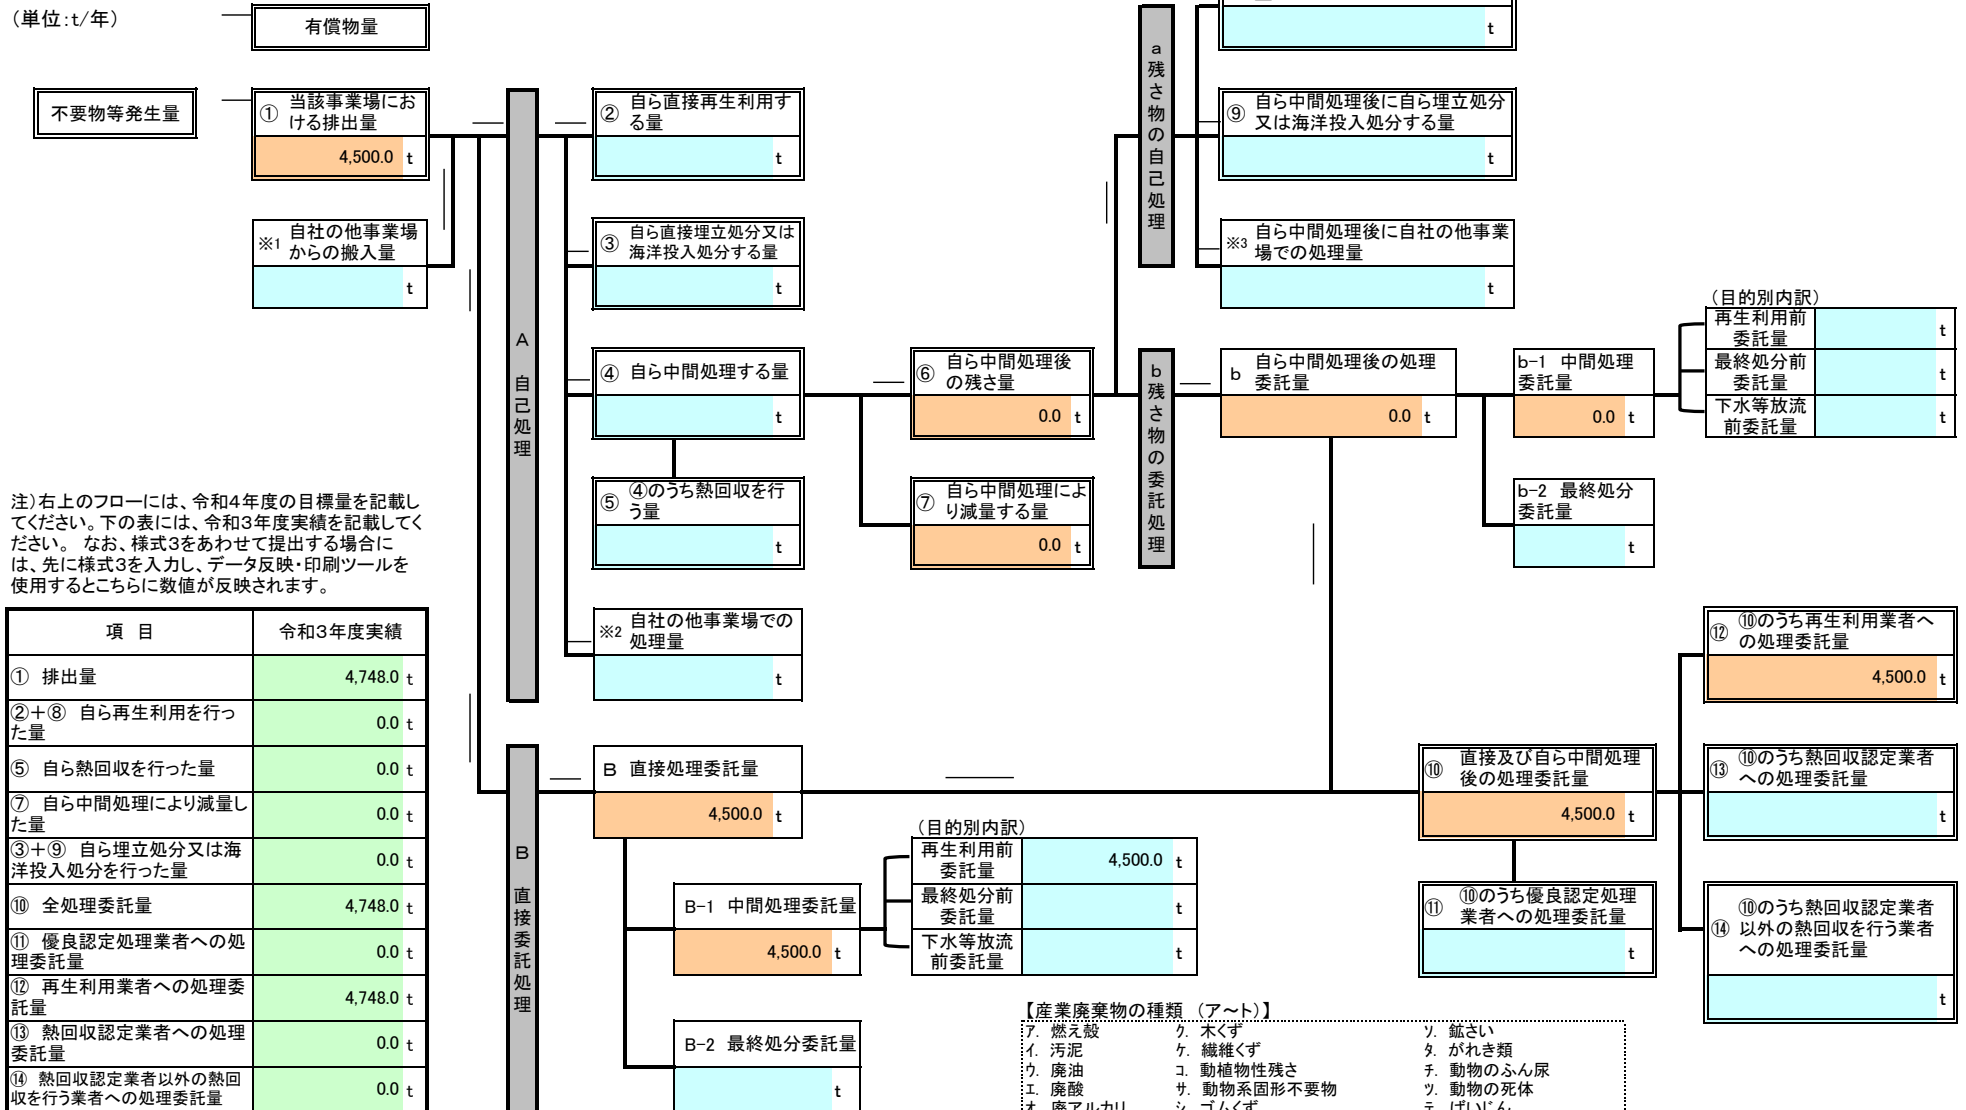 （単位：t／年）
有償物量
t
不要物等発生量
① 当該事業場にお
ける排出量
4,500.0 t
※1 自社の他事業場
からの搬入量
t
A 自己処理
② 自ら直接再生利用す
る量
t
③ 自ら直接埋立処分又は
海洋投入処分する量
t
④ 自ら中間処理する量
t
⑤ ④のうち熱回収を行
う量
t
※2 自社の他事業場での
処理量
t
⑥ 自ら中間処理後
の残さ量
0.0 t
⑦ 自ら中間処理によ
り減量する量
0.0 t
a 残さ物の自己処理
⑨ 自ら中間処理後に自ら埋立処分
又は海洋投入処分する量
t
※3 自ら中間処理後に自社の他事業
場での処理量
t
b 残さ物の委託処理
b 自ら中間処理後の処理
委託量
0.0 t
b-1 中間処理
委託量
0.0 t
b-2 最終処分
委託量
t
（目的別内訳）
再生利用前
委託量
t
最終処分前
委託量
t
下水等放流
前委託量
t
注）右上のフローには、令和４年度の目標量を記載し
てください。下の表には、令和３年度実績を記載してく
ださい。 なお、様式３をあわせて提出する場合に
は、先に様式３を入力し、データ反映・印刷ツールを
使用するとこちらに数値が反映されます。
項 目 令和３年度実績
① 排出量 4,748.0 t
②＋⑧ 自ら再生利用を行っ
た量 0.0 t
⑤ 自ら熱回収を行った量 0.0 t
⑦ 自ら中間処理により減量し
た量 0.0 t
③＋⑨ 自ら埋立処分又は海
洋投入処分を行った量 0.0 t
⑩ 全処理委託量 4,748.0 t
⑪ 優良認定処理業者への処
理委託量 0.0 t
⑫ 再生利用業者への処理委
託量 4,748.0 t
⑬ 熱回収認定業者への処理
委託量 0.0 t
⑭ 熱回収認定業者以外の熱回
収を行う業者への処理委託量 0.0 t
B 直接委託処理
B 直接処理委託量
4,500.0 t
B-1 中間処理委託量
4,500.0 t
B-2 最終処分委託量
t
（目的別内訳）
再生利用前
委託量
4,500.0 t
最終処分前
委託量
t
下水等放流
前委託量
t
⑩ 直接及び自ら中間処理
後の処理委託量
4,500.0 t
⑪ ⑩のうち優良認定処理
業者への処理委託量
t
⑫ ⑩のうち再生利用業者へ
の処理委託量
4,500.0 t
⑬ ⑩のうち熱回収認定業者
への処理委託量
t
⑭ ⑩のうち熱回収認定業者
以外の熱回収を行う業者
への処理委託量
t
【産業廃棄物の種類 （ア～ト）】
ｱ. 燃え殻 ｸ. 木くず ｿ. 鉱さい
ｲ. 汚泥 ｹ. 繊維くず ﾀ. がれき類
ｳ. 廃油 ｺ. 動植物性残さ ﾁ. 動物のふん尿
ｴ. 廃酸 ｻ. 動物系固形不要物 ﾂ. 動物の死体
ｵ. 廃アルカリ ｼ. ゴムくず ﾃ. ばいじん